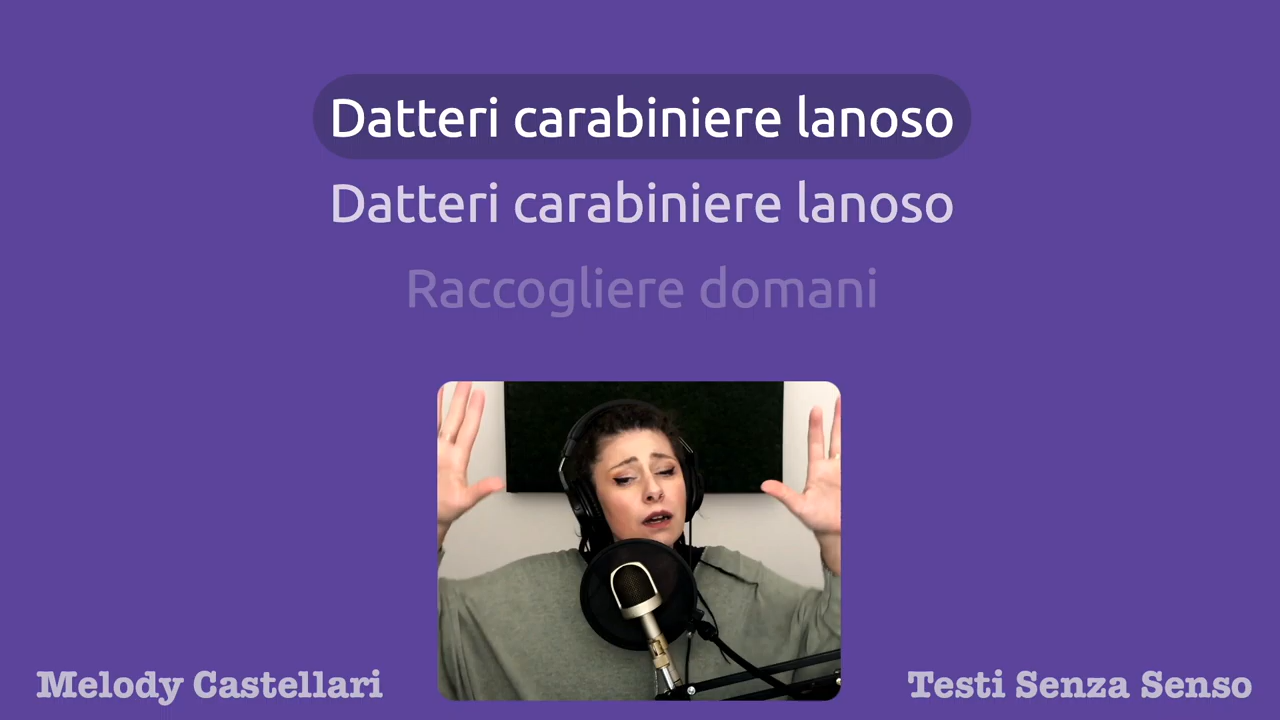 Datteri carabiniere lanoso
Datteri carabiniere lanoso
Raccogliere domani
Melody Castellari
Testi Senza Senso